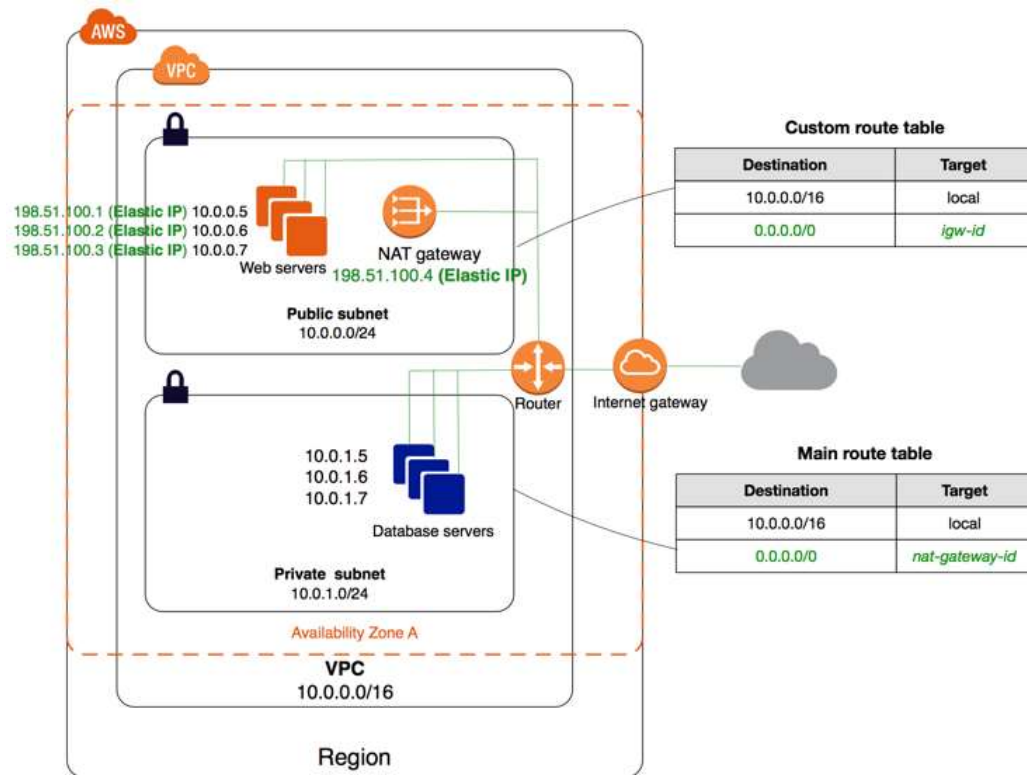 AWS
VPC
Custom route table
Destination Target
10.0.0.0/16 local
0.0.0.0/0 igw-id
198.51.100.1 (Elastic IP) 10.0.0.5
198.51.100.2 (Elastic IP) 10.0.0.6
198.51.100.3 (Elastic IP) 10.0.0.7
Web servers
NAT gateway
198.51.100.4 (Elastic IP)
Public subnet
10.0.0.0/24
Router
Internet gateway
10.0.1.5
10.0.1.6
10.0.1.7
Database servers
Private subnet
10.0.1.0/24
Main route table
Destination Target
10.0.0.0/16 local
0.0.0.0/0 nat-gateway-id
Availability Zone A
VPC
10.0.0.0/16
Region